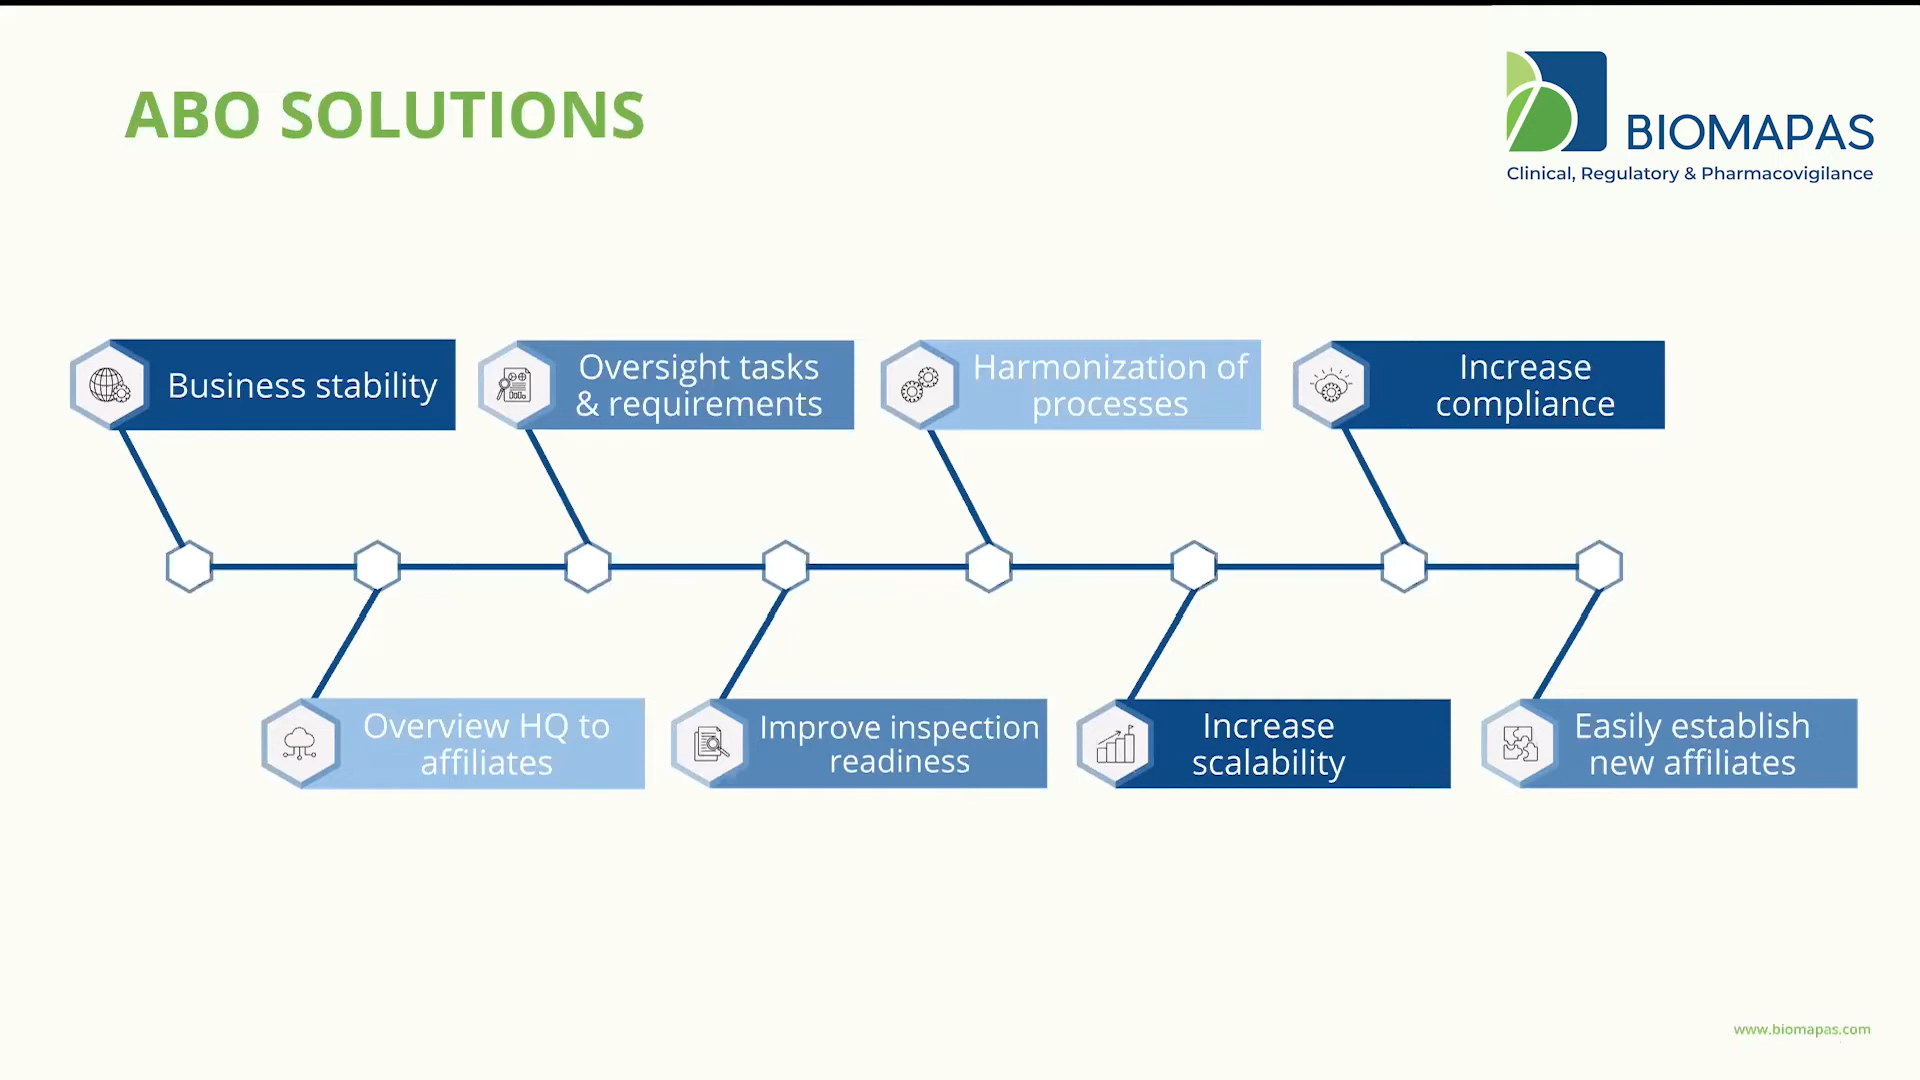 ABO SOLUTIONS
BIOMAPAS
Clinical, Regulatory & Pharmacovigilance
Business stability
Oversight tasks
& requirements
Harmonization of
processes
Increase
compliance
Overview HQ to
affiliates
Improve inspection
readiness
Increase
scalability
Easily establish
new affiliates
www.biomapas.com